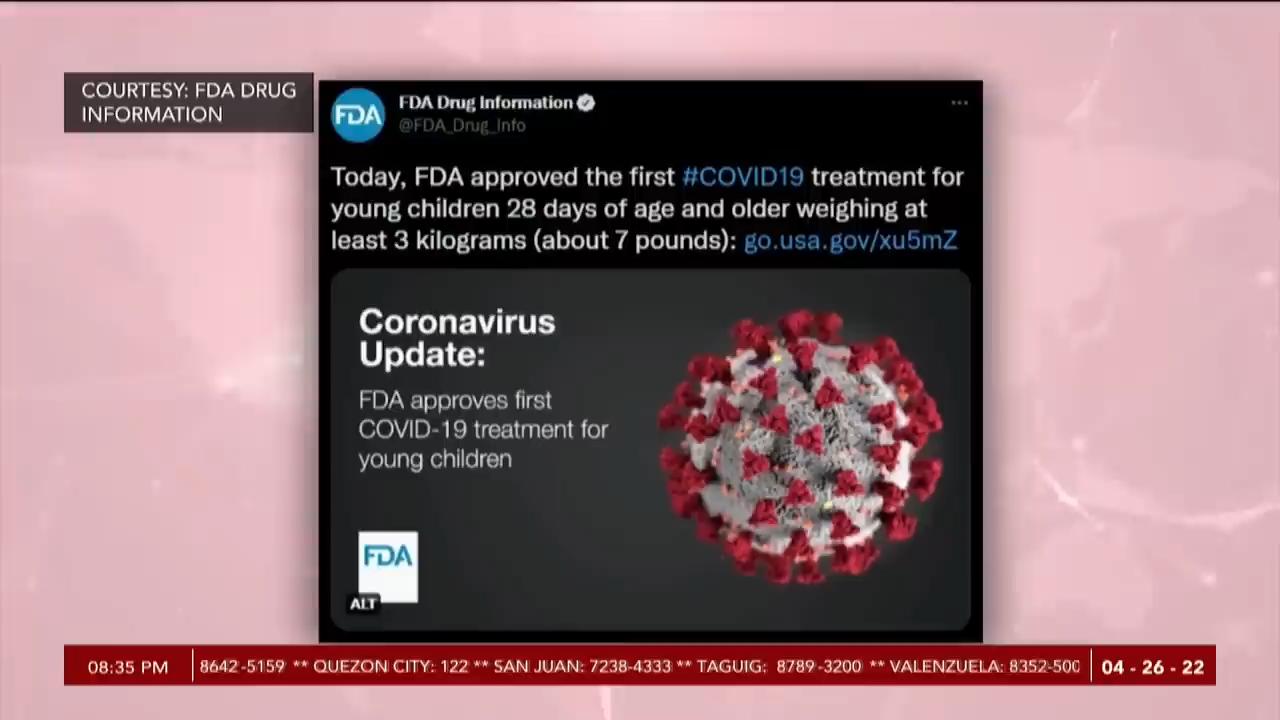 COURTESY: FDA DRUG
INFORMATION
FDA
FDA Drug Information
@FDA_Drug_Info
Today, FDA approved the first #COVID19 treatment for
young children 28 days of age and older weighing at
least 3 kilograms (about 7 pounds): go.usa.gov/xu5mZ
Coronavirus
Update:
FDA approves first
COVID-19 treatment for
young children
FDA
ALT
08:35 PM
8642-5159 ** QUEZON CITY: 122 ** SAN JUAN: 7238-4333 ** TAGUIG: 8789-3200 ** VALENZUELA: 8352-500
04 - 26 - 22